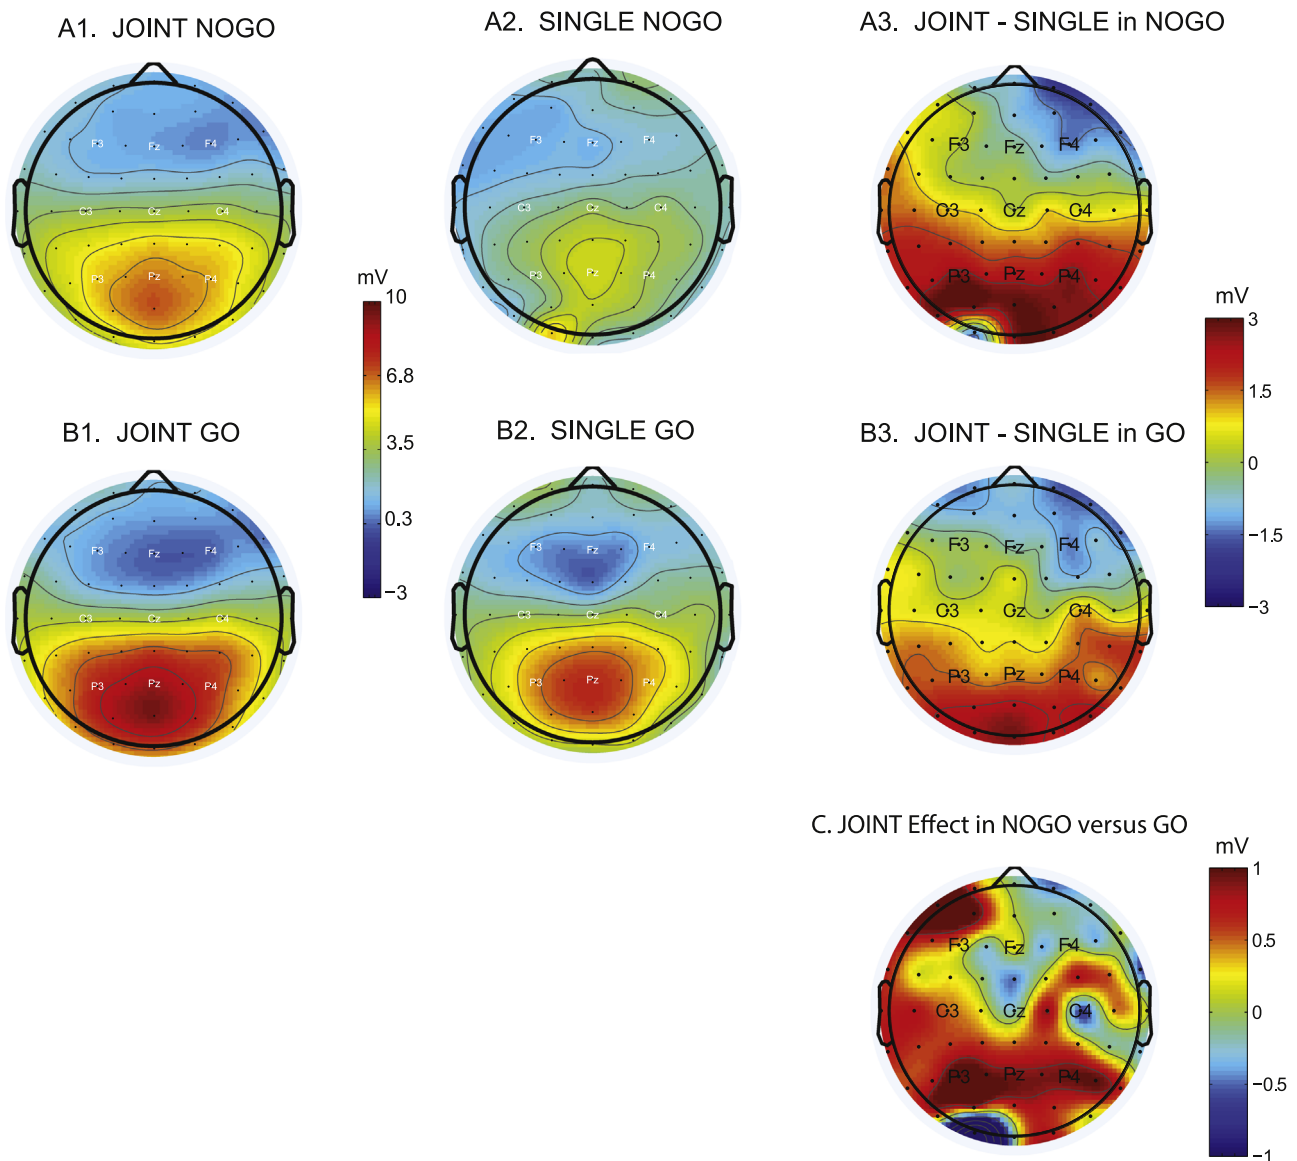 A1. JOINT NOGO
A2. SINGLE NOGO
A3. JOINT - SINGLE in NOGO
F3 Fz F4
C3 Cz C4
P3 Pz P4
F3 Fz F4
C3 Cz C4
Pz P3 P4
F3 Fz F4
C3 Cz C4
P3 Pz P4
mV
10
6.8
3.5
0.3
−3
mV
3
1.5
0
−1.5
−3
B1. JOINT GO
B2. SINGLE GO
B3. JOINT - SINGLE in GO
F3 Fz F4
C3 Cz C4
P3 Pz P4
F3 Fz F4
C3 Cz C4
P3 Pz P4
F3 Fz F4
C3 Cz C4
P3 Pz P4
C. JOINT Effect in NOGO versus GO
F3 Fz F4
C3 Cz C4
P3 Pz P4
mV
1
0.5
0
−0.5
−1